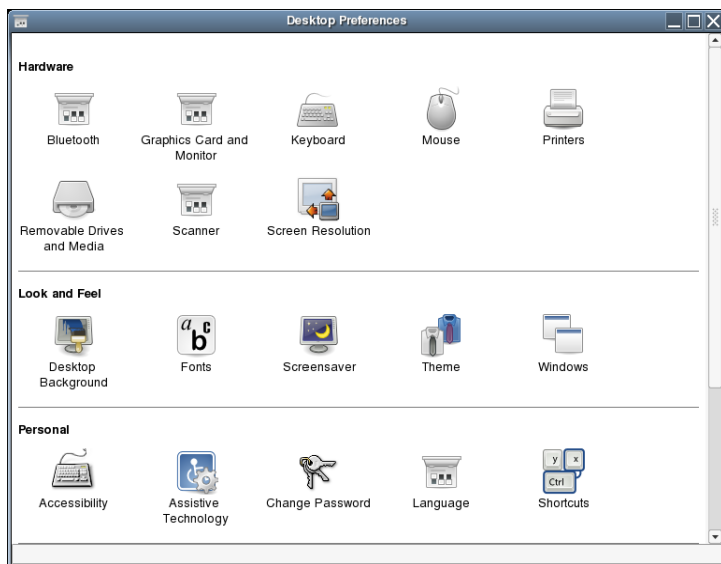 Desktop Preferences
Hardware
Bluetooth
Graphics Card and
Monitor
Keyboard
Mouse
Printers
Removable Drives
and Media
Scanner
Screen Resolution
Look and Feel
Desktop
Background
a b c
Fonts
Screensaver
Theme
Windows
Personal
Accessibility
Assistive
Technology
Change Password
Language
y x
Ctrl
Shortcuts